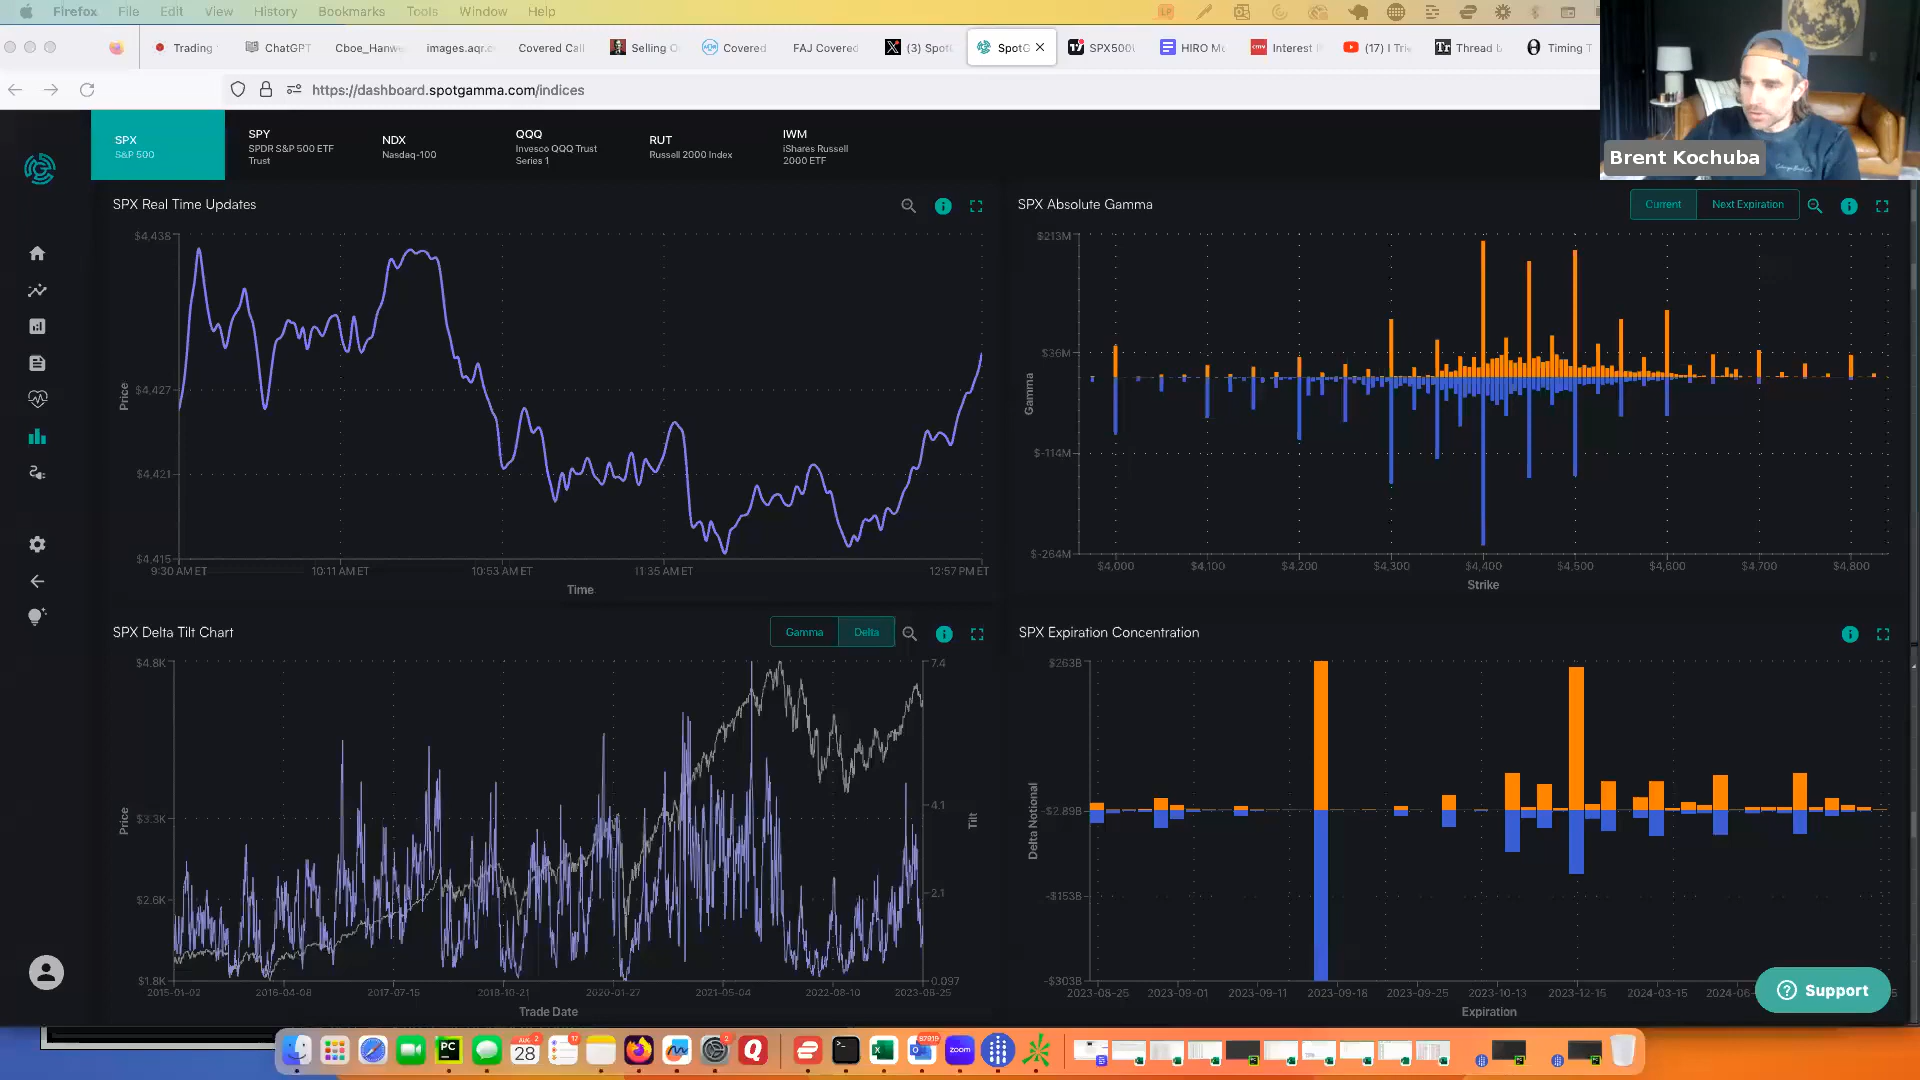 Firefox File Edit View History Bookmarks Tools Window Help
Trading
ChatGPT
Cboe_Hanwe
images.aqr.c
Covered Call
Selling O
Covered
FAJ Covered
(3) Spot
SpotG
SPX500
HIRO Mo
Interest
(17) I Tri
Thread
Timing T
https://dashboard.spotgamma.com/indices
Brent Kochuba
SPX
S&P 500
SPY
SPDR S&P 500 ETF
Trust
NDX
Nasdaq-100
QQQ
Invesco QQQ Trust
Series 1
RUT
Russell 2000 Index
IWM
iShares Russell
2000 ETF
SPX Real Time Updates
$4,438
$4,427
$4,421
$4,415
Price
9:30 AM ET 10:11 AM ET 10:53 AM ET 11:35 AM ET 12:57 PM ET
Time
SPX Absolute Gamma
Current Next Expiration
$213M
$36M
$-114M
$-264M
Gamma
$4,000 $4,100 $4,200 $4,300 $4,400 $4,500 $4,600 $4,700 $4,800
Strike
SPX Delta Tilt Chart
Gamma Delta
$4.8K
$3.3K
$2.6K
$1.8K
Price
7.4
4.1
2.1
0.097
Tilt
2015-01-02 2016-04-08 2017-07-15 2018-10-21 2020-01-27 2021-05-04 2022-08-10 2023-08-25
Trade Date
SPX Expiration Concentration
$263B
-$2.89B
-$153B
-$303B
Delta Notional
2023-08-25 2023-09-01 2023-09-11 2023-09-18 2023-09-25 2023-10-13 2023-12-15 2024-03-15
Expiration
Support
PC
AUG
28
zoom